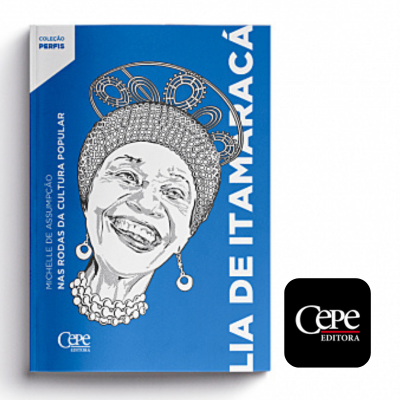 COLEÇÃO
PERFIS
LIA DE ITAMARACÁ
MICHELLE DE ASSUMPÇÃO
NAS RODAS DA CULTURA POPULAR
CEPE
EDITORA
CEPE
EDITORA